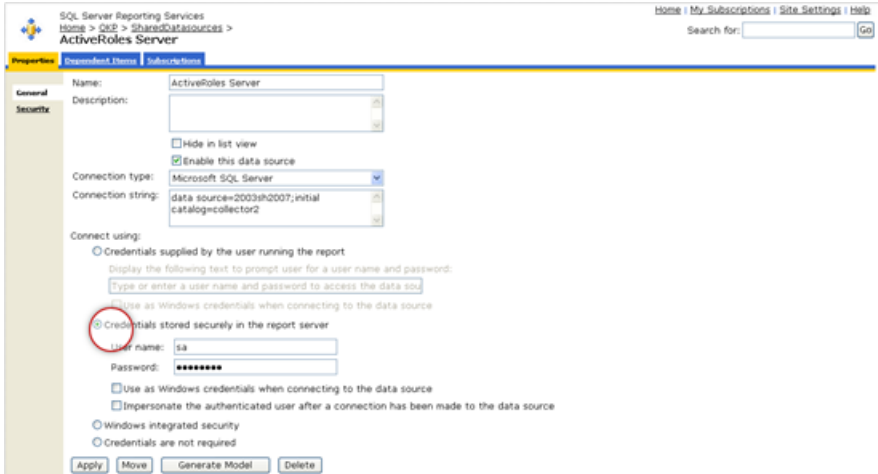 Home | My Subscriptions | Site Settings | Help
SQL Server Reporting Services
Home > QKP > SharedDatasources >
ActiveRoles Server
Search for:
Go
Properties
Dependent Items
Subscriptions
General
Security
Name: ActiveRoles Server
Description:
Hide in list view
Enable this data source
Connection type: Microsoft SQL Server
Connection string: data source=2003sh2007;initial
catalog=collector2
Connect using:
Credentials supplied by the user running the report
Display the following text to prompt user for a user name and password:
Type or enter a user name and password to access the data sou
Use as Windows credentials when connecting to the data source
Credentials stored securely in the report server
User name: sa
Password: ●●●●●●●●
Use as Windows credentials when connecting to the data source
Impersonate the authenticated user after a connection has been made to the data source
Windows integrated security
Credentials are not required
Apply Move Generate Model Delete